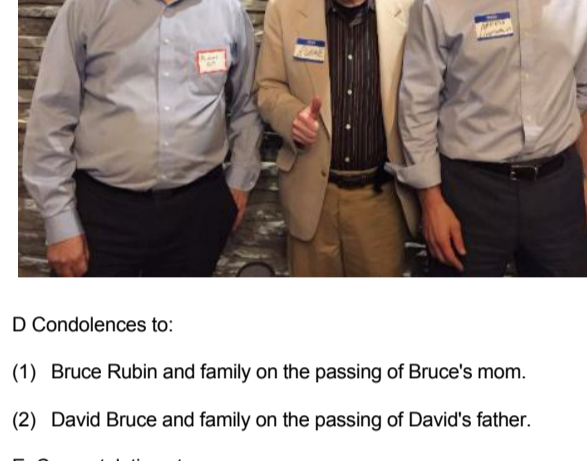 D Condolences to:
(1) Bruce Rubin and family on the passing of Bruce's mom.
(2) David Bruce and family on the passing of David's father.